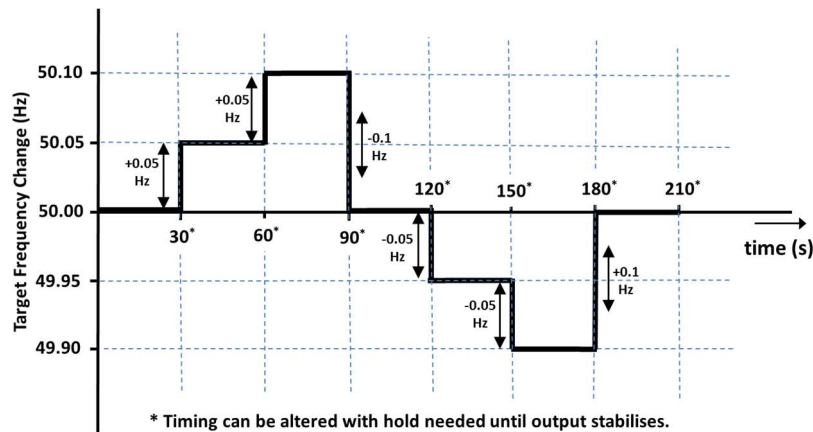 Target Frequency Change (Hz)
50.10
50.05
50.00
49.95
49.90
+0.05
Hz
+0.05
Hz
-0.1
Hz
30*
60*
90*
120*
150*
180*
210*
-0.05
Hz
-0.05
Hz
+0.1
Hz
time (s)
* Timing can be altered with hold needed until output stabilises.